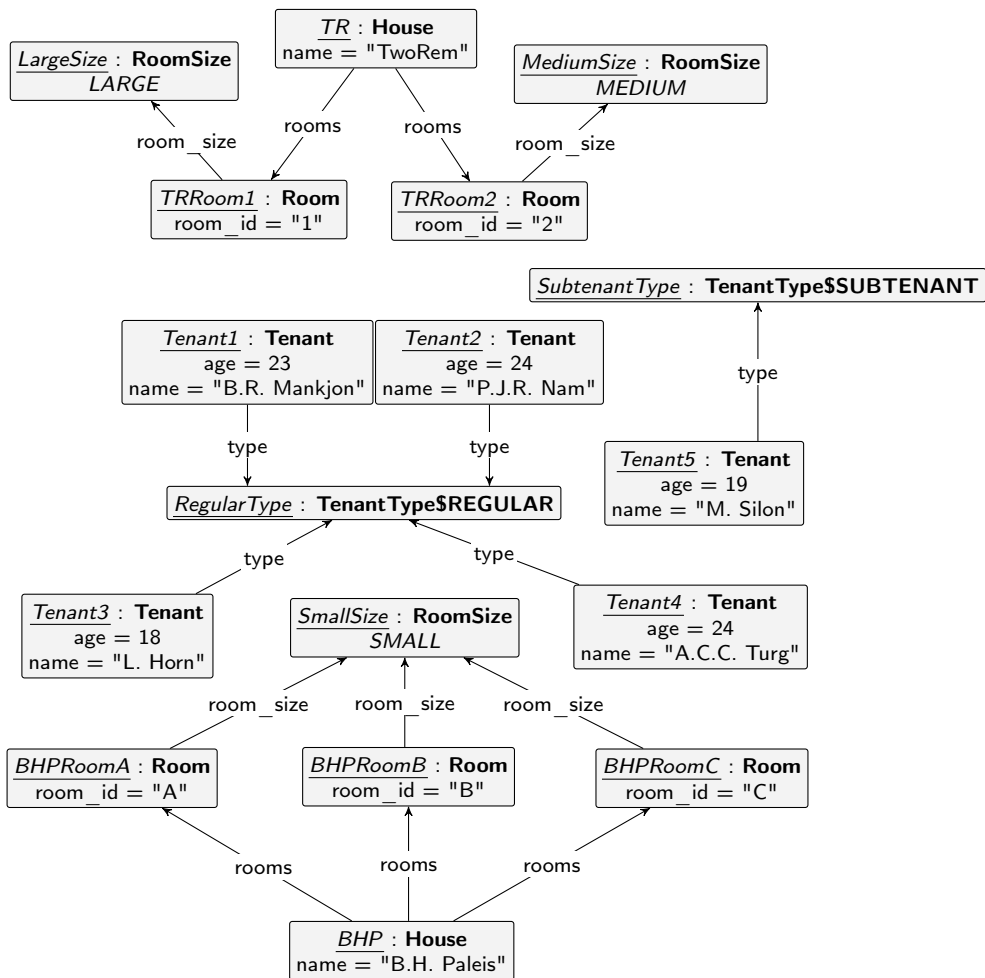 TR : House
name = "TwoRem"
LargeSize : RoomSize
LARGE
MediumSize : RoomSize
MEDIUM
rooms
rooms
room_size
room_size
TRRoom1 : Room
room_id = "1"
TRRoom2 : Room
room_id = "2"
SubtenantType : TenantType$SUBTENANT
Tenant1 : Tenant
age = 23
name = "B.R. Mankjon"
Tenant2 : Tenant
age = 24
name = "P.J.R. Nam"
type
type
type
Tenant5 : Tenant
age = 19
name = "M. Silon"
RegularType : TenantType$REGULAR
type
type
Tenant3 : Tenant
age = 18
name = "L. Horn"
SmallSize : RoomSize
SMALL
Tenant4 : Tenant
age = 24
name = "A.C.C. Turg"
room_size
room_size
room_size
BHPRoomA : Room
room_id = "A"
BHPRoomB : Room
room_id = "B"
BHPRoomC : Room
room_id = "C"
rooms
rooms
rooms
BHP : House
name = "B.H. Paleis"